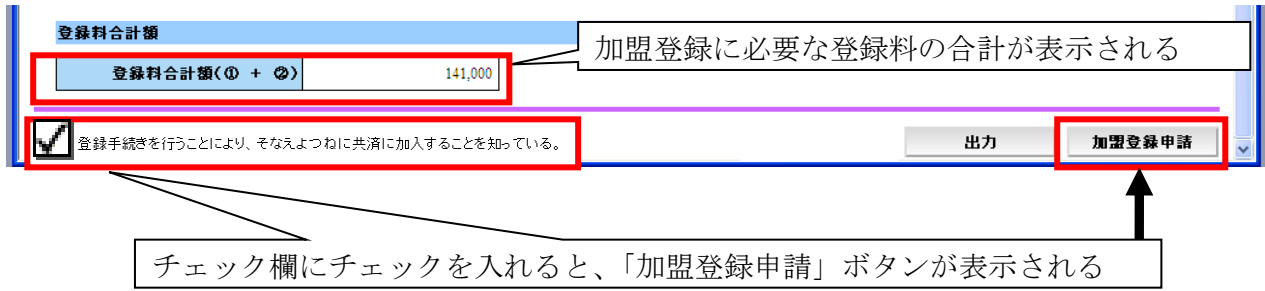 登録料合計額
加盟登録に必要な登録料の合計が表示される
登録料合計額(① + ②)
141,000
登録手続きを行うことにより、そなえよつねに共済に加入することを知っている。
出力
加盟登録申請
チェック欄にチェックを入れると、「加盟登録申請」ボタンが表示される